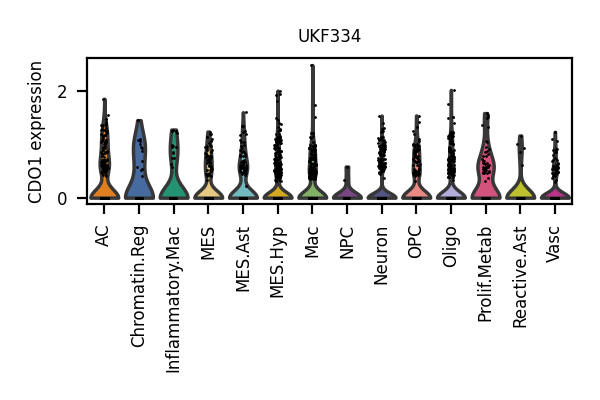 UKF334
CDO1 expression
2
0
AC
Chromatin.Reg
Inflammatory.Mac
MES
MES.Ast
MES.Hyp
Mac
NPC
Neuron
OPC
Oligo
Prolif.Metab
Reactive.Ast
Vasc